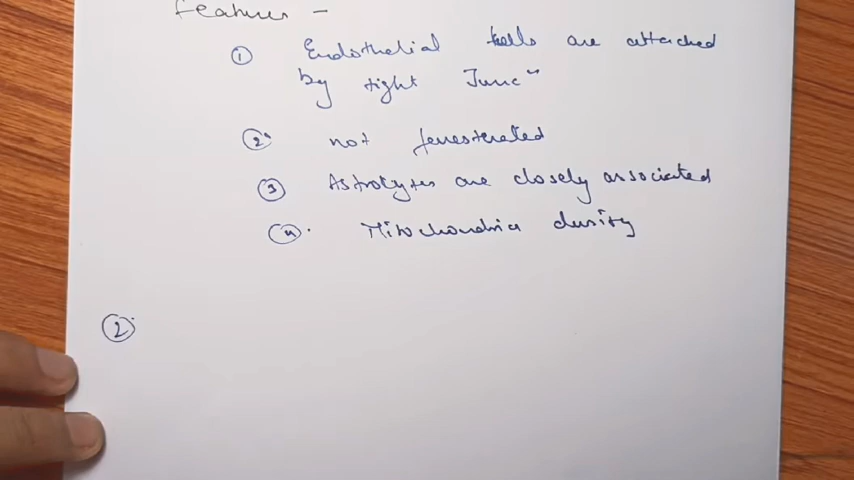 Features -
① Endothelial cells are attached
by tight Juncⁿ
② not fenestrated
③ Astrocytes are closely associated
④. Mitochondria density
②